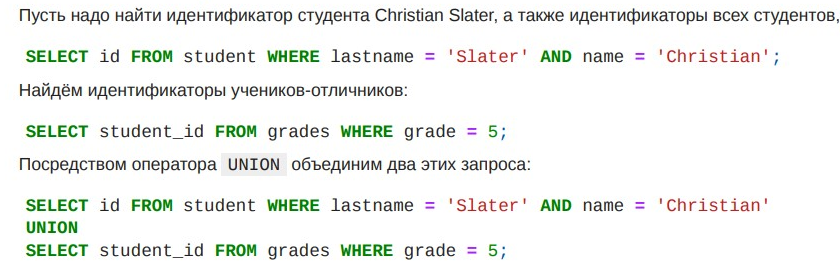 Пусть надо найти идентификатор студента Christian Slater, а также идентификаторы всех студентов,
SELECT id FROM student WHERE lastname = 'Slater' AND name = 'Christian';
Найдём идентификаторы учеников-отличников:
SELECT student_id FROM grades WHERE grade = 5;
Посредством оператора UNION объединим два этих запроса:
SELECT id FROM student WHERE lastname = 'Slater' AND name = 'Christian'
UNION
SELECT student_id FROM grades WHERE grade = 5;